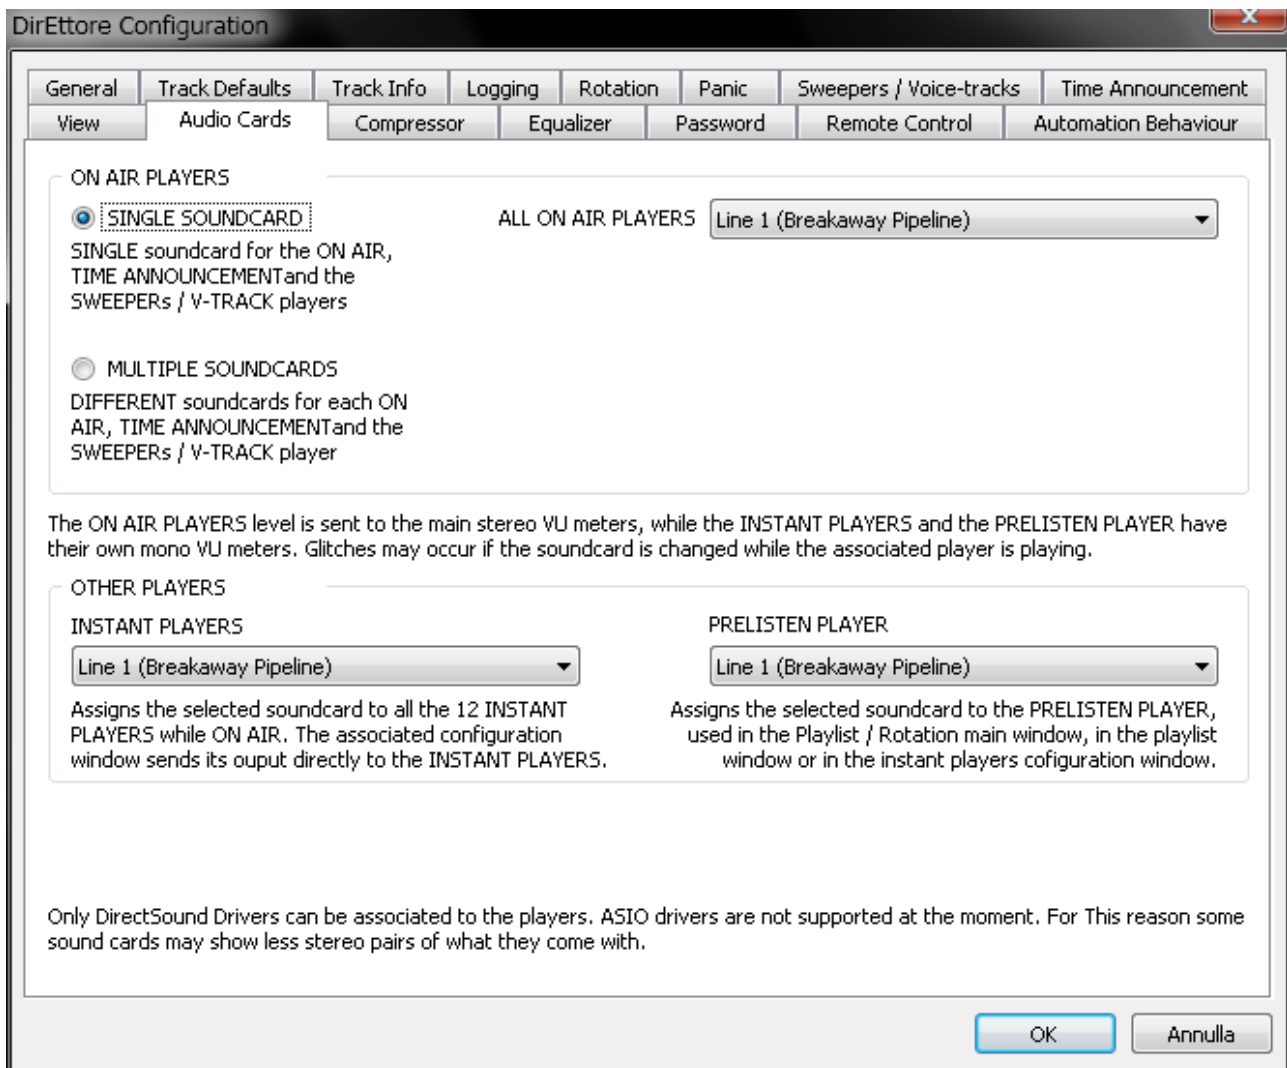 DirEttore Configuration
General
Track Defaults
Track Info
Logging
Rotation
Panic
Sweepers / Voice-tracks
Time Announcement
View
Audio Cards
Compressor
Equalizer
Password
Remote Control
Automation Behaviour
ON AIR PLAYERS
SINGLE SOUNDCARD
SINGLE soundcard for the ON AIR,
TIME ANNOUNCEMENTand the
SWEEPERs / V-TRACK players
ALL ON AIR PLAYERS
Line 1 (Breakaway Pipeline)
MULTIPLE SOUNDCARDS
DIFFERENT soundcards for each ON
AIR, TIME ANNOUNCEMENTand the
SWEEPERs / V-TRACK player
The ON AIR PLAYERS level is sent to the main stereo VU meters, while the INSTANT PLAYERS and the PRELISTEN PLAYER have
their own mono VU meters. Glitches may occur if the soundcard is changed while the associated player is playing.
OTHER PLAYERS
INSTANT PLAYERS
Line 1 (Breakaway Pipeline)
Assigns the selected soundcard to all the 12 INSTANT
PLAYERS while ON AIR. The associated configuration
window sends its ouput directly to the INSTANT PLAYERS.
PRELISTEN PLAYER
Line 1 (Breakaway Pipeline)
Assigns the selected soundcard to the PRELISTEN PLAYER,
used in the Playlist / Rotation main window, in the playlist
window or in the instant players cofiguration window.
Only DirectSound Drivers can be associated to the players. ASIO drivers are not supported at the moment. For This reason some
sound cards may show less stereo pairs of what they come with.
OK
Annulla